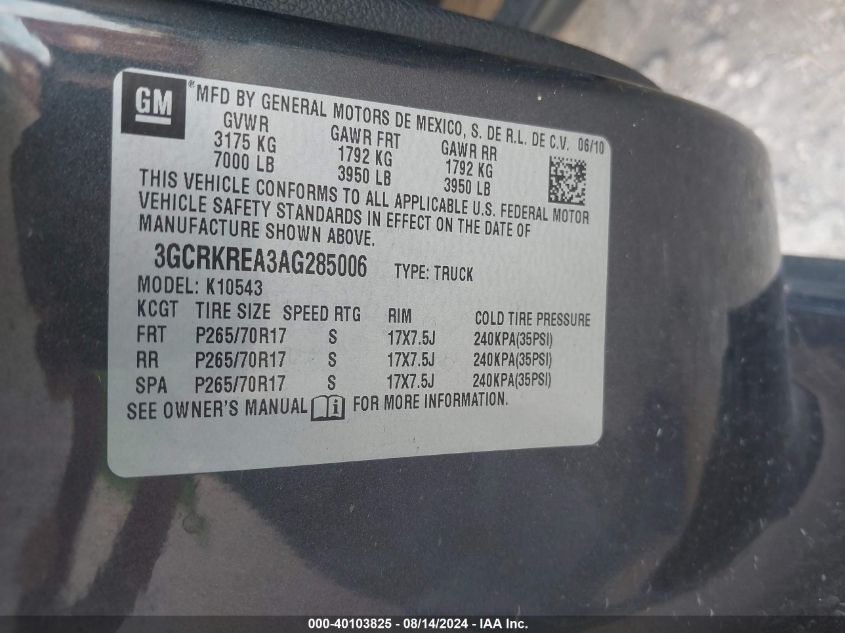 GM
®MFD BY GENERAL MOTORS DE MEXICO, S. DE R.L. DE C.V. 06/10
GVWR GAWR FRT GAWR RR
3175 KG 1792 KG 1792 KG
7000 LB 3950 LB 3950 LB
THIS VEHICLE CONFORMS TO ALL APPLICABLE U.S. FEDERAL MOTOR
VEHICLE SAFETY STANDARDS IN EFFECT ON THE DATE OF
MANUFACTURE SHOWN ABOVE.
3GCRKREA3AG285006 TYPE: TRUCK
MODEL: K10543
KCGT TIRE SIZE SPEED RTG RIM COLD TIRE PRESSURE
FRT P265/70R17 S 17X7.5J 240KPA(35PSI)
RR P265/70R17 S 17X7.5J 240KPA(35PSI)
SPA P265/70R17 S 17X7.5J 240KPA(35PSI)
SEE OWNER'S MANUAL i FOR MORE INFORMATION.
000-40103825 - 08/14/2024 - IAA Inc.